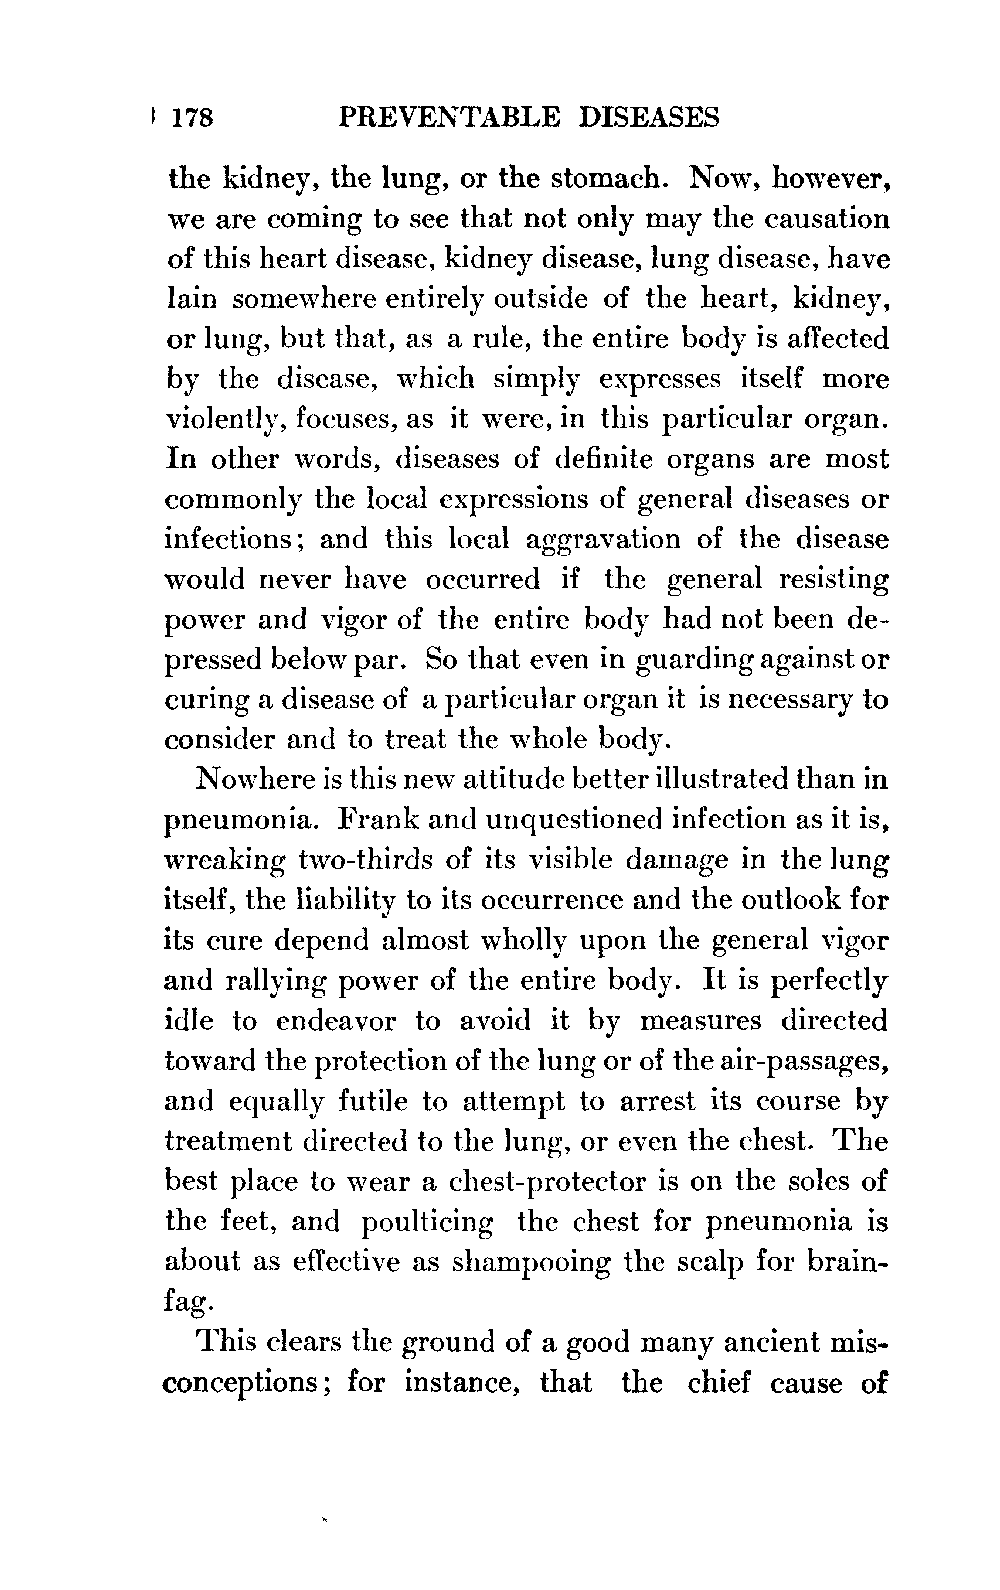 178 PREVENTABLE DISEASES
the kidney, the lung, or the stomach. Now, however,
we are coming to see that not only may the causation
of this heart disease, kidney disease, lung disease, have
lain somewhere entirely outside of the heart, kidney,
or lung, but that, as a rule, the entire body is affected
by the disease, which simply expresses itself more
violently, focuses, as it were, in this particular organ.
In other words, diseases of definite organs are most
commonly the local expressions of general diseases or
infections; and this local aggravation of the disease
would never have occurred if the general resisting
power and vigor of the entire body had not been de-
pressed below par. So that even in guarding against or
curing a disease of a particular organ it is necessary to
consider and to treat the whole body.
Nowhere is this new attitude better illustrated than in
pneumonia. Frank and unquestioned infection as it is,
wreaking two-thirds of its visible damage in the lung
itself, the liability to its occurrence and the outlook for
its cure depend almost wholly upon the general vigor
and rallying power of the entire body. It is perfectly
idle to endeavor to avoid it by measures directed
toward the protection of the lung or of the air-passages,
and equally futile to attempt to arrest its course by
treatment directed to the lung, or even the chest. The
best place to wear a chest-protector is on the soles of
the feet, and poulticing the chest for pneumonia is
about as effective as shampooing the scalp for brain-
fag.
This clears the ground of a good many ancient mis-
conceptions; for instance, that the chief cause of